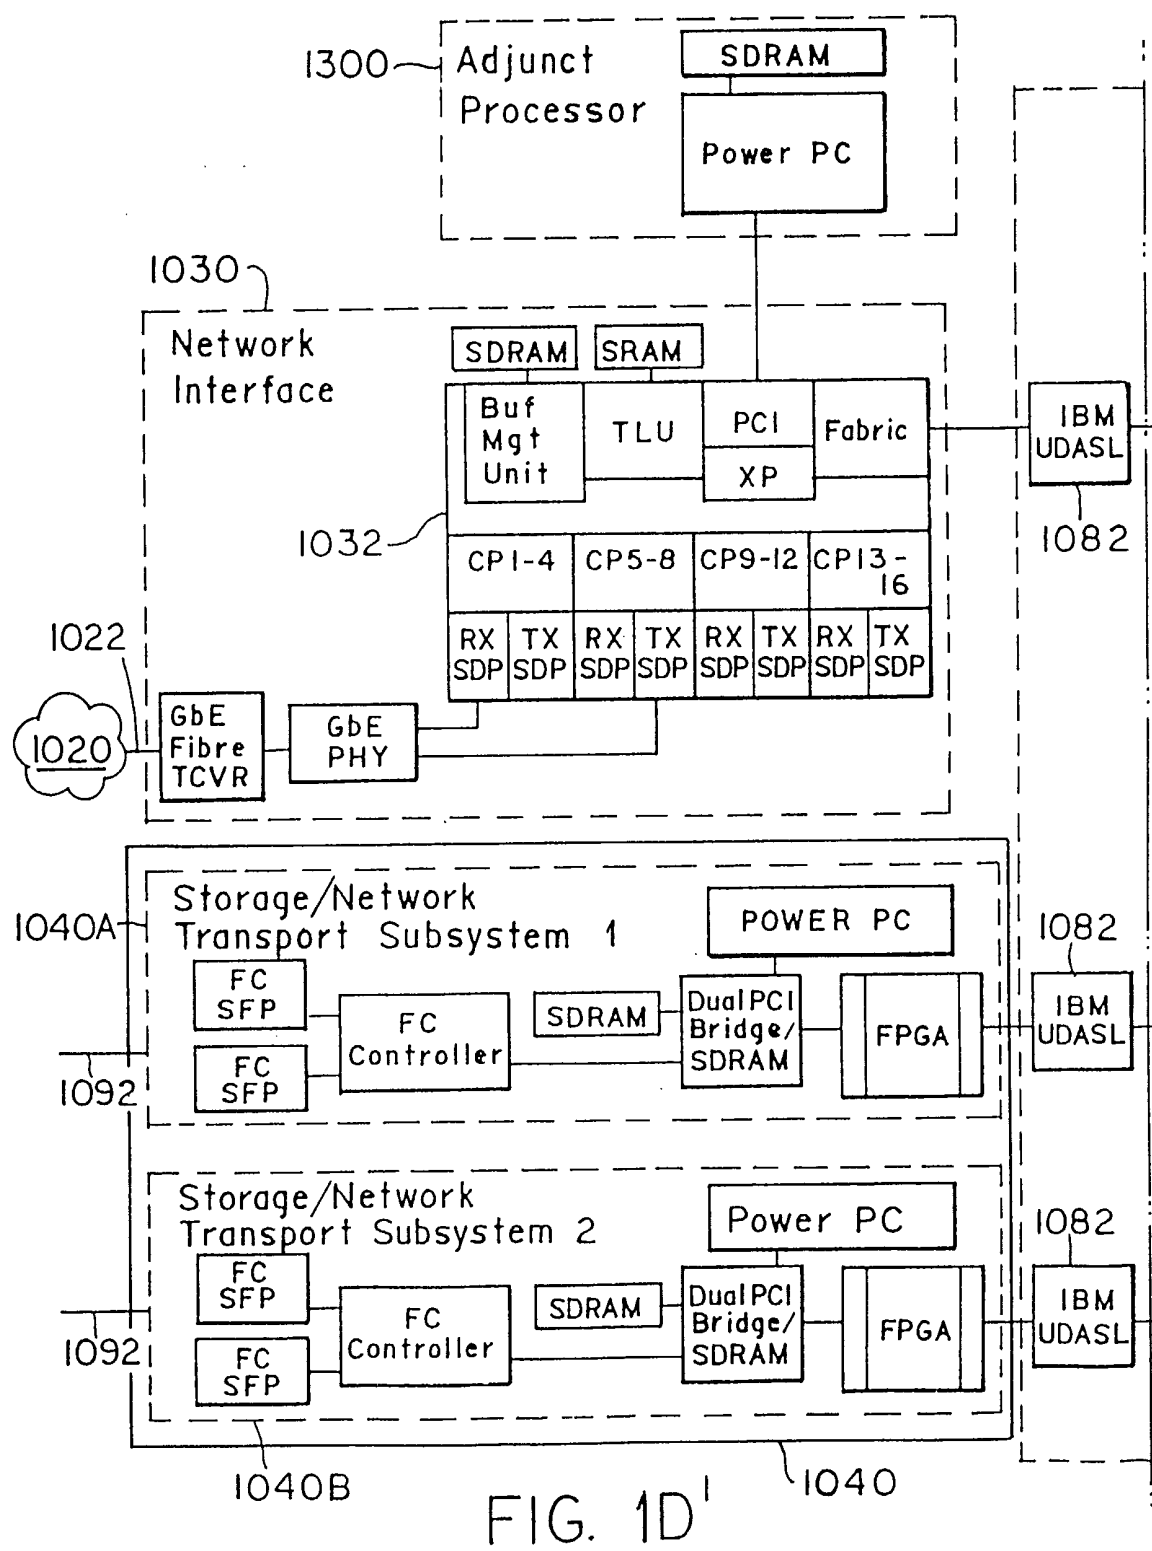 1300
Adjunct
Processor
SDRAM
Power PC
1030
Network
Interface
SDRAM
SRAM
Buf
Mgt
Unit
TLU
PCI
XP
Fabric
IBM
UDASL
1082
1032
CP1-4
CP5-8
CP9-12
CP13-
16
RX
SDP
TX
SDP
RX
SDP
TX
SDP
RX
SDP
TX
SDP
RX
SDP
TX
SDP
1022
1020
GbE
Fibre
TCVR
GbE
PHY
1040A
Storage/Network
Transport Subsystem 1
POWER PC
FC
SFP
FC
SFP
FC
Controller
SDRAM
Dual PCI
Bridge/
SDRAM
FPGA
1082
IBM
UDASL
1092
Storage/Network
Transport Subsystem 2
Power PC
FC
SFP
FC
SFP
FC
Controller
SDRAM
Dual PCI
Bridge/
SDRAM
FPGA
1082
IBM
UDASL
1092
1040B
1040
FIG. 1D'